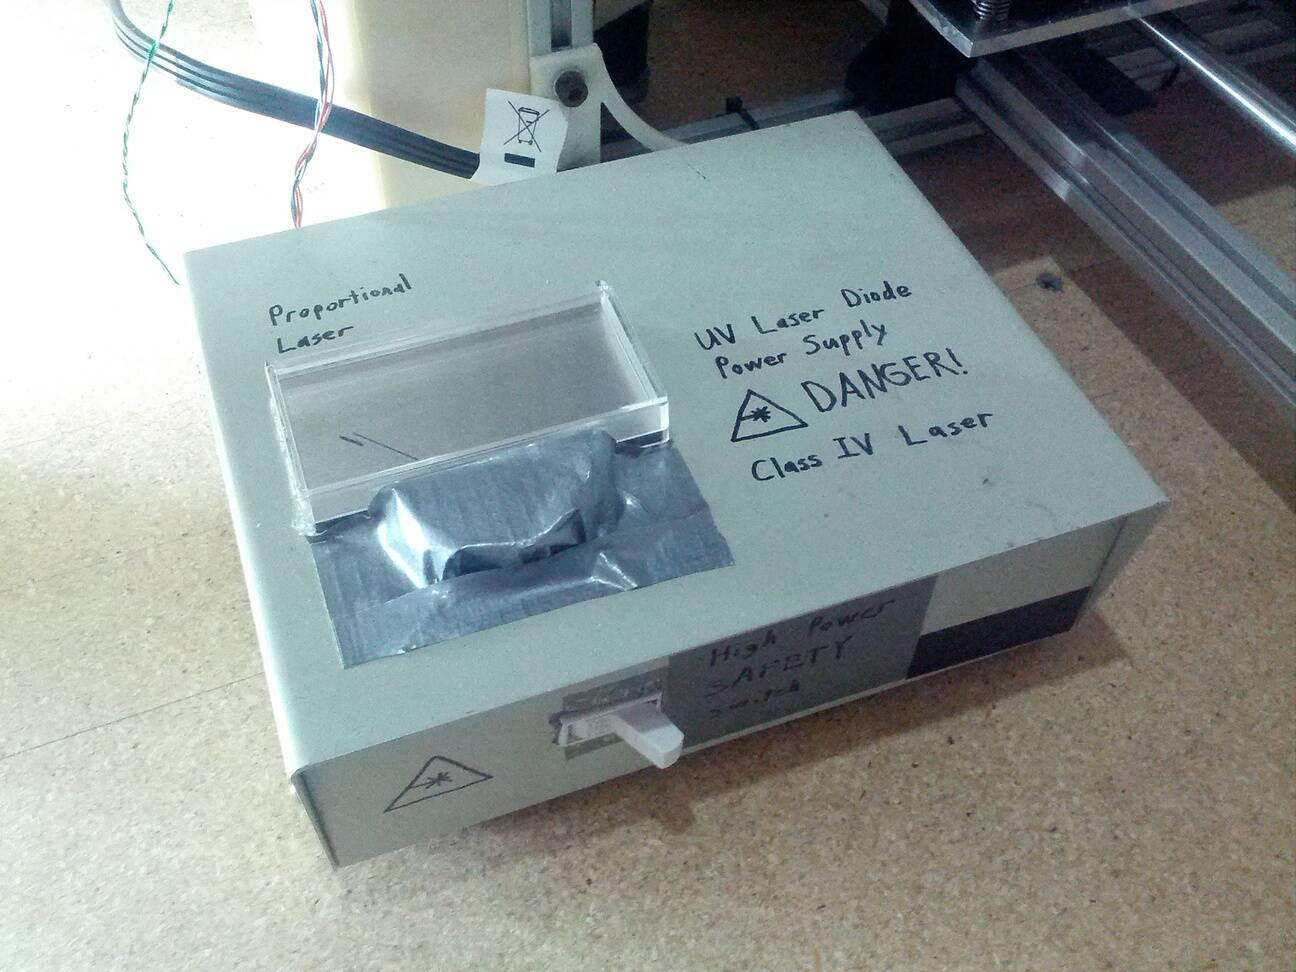 Proportional
Laser
UV Laser Diode
Power Supply
DANGER!
Class IV Laser
High Power
SAFETY